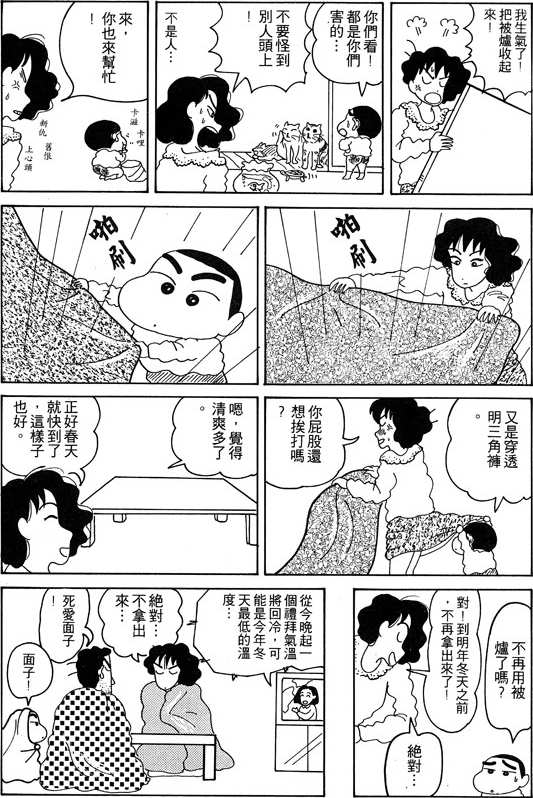 我生氣了！
把被爐收起
來！
你們看！
都是你們
害的…
不要怪到
別人頭上
不是人…
來，
你也來幫忙
卡滋
卡哩
新仇
舊恨
上心頭
啪刷
啪刷
又是穿透
明三角褲
。
你屁股還
想挨打嗎
？
嗯，覺得
清爽多了
。
正好春天
就快到了
，這樣子
也好。
不再用被
爐了嗎？
對！到明年冬天之前
，不再拿出來了！
絕對…
從今晚起一
個禮拜氣溫
將回冷，可
能是今年冬
天最低的溫
度…
絕對…
不拿出
來…
死愛面子
！
面子！